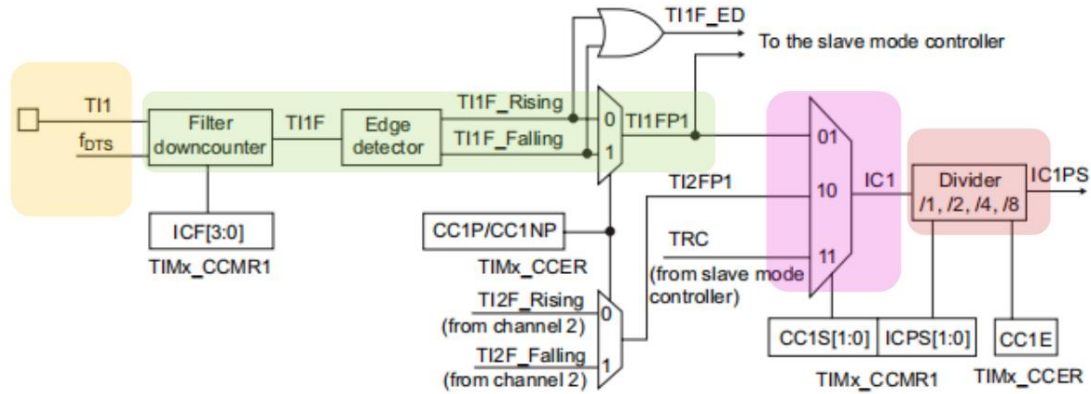 TI1F_ED
To the slave mode controller
TI1
f_DTS
Filter
downcounter
TI1F
Edge
detector
TI1F_Rising
TI1F_Falling
0
1
TI1FP1
01
10
11
TI2FP1
TRC
(from slave mode
controller)
IC1
Divider
/1, /2, /4, /8
IC1PS
ICF[3:0]
TIMx_CCMR1
CC1P/CC1NP
TIMx_CCER
TI2F_Rising
(from channel 2)
TI2F_Falling
(from channel 2)
0
1
CC1S[1:0]
ICPS[1:0]
TIMx_CCMR1
CC1E
TIMx_CCER